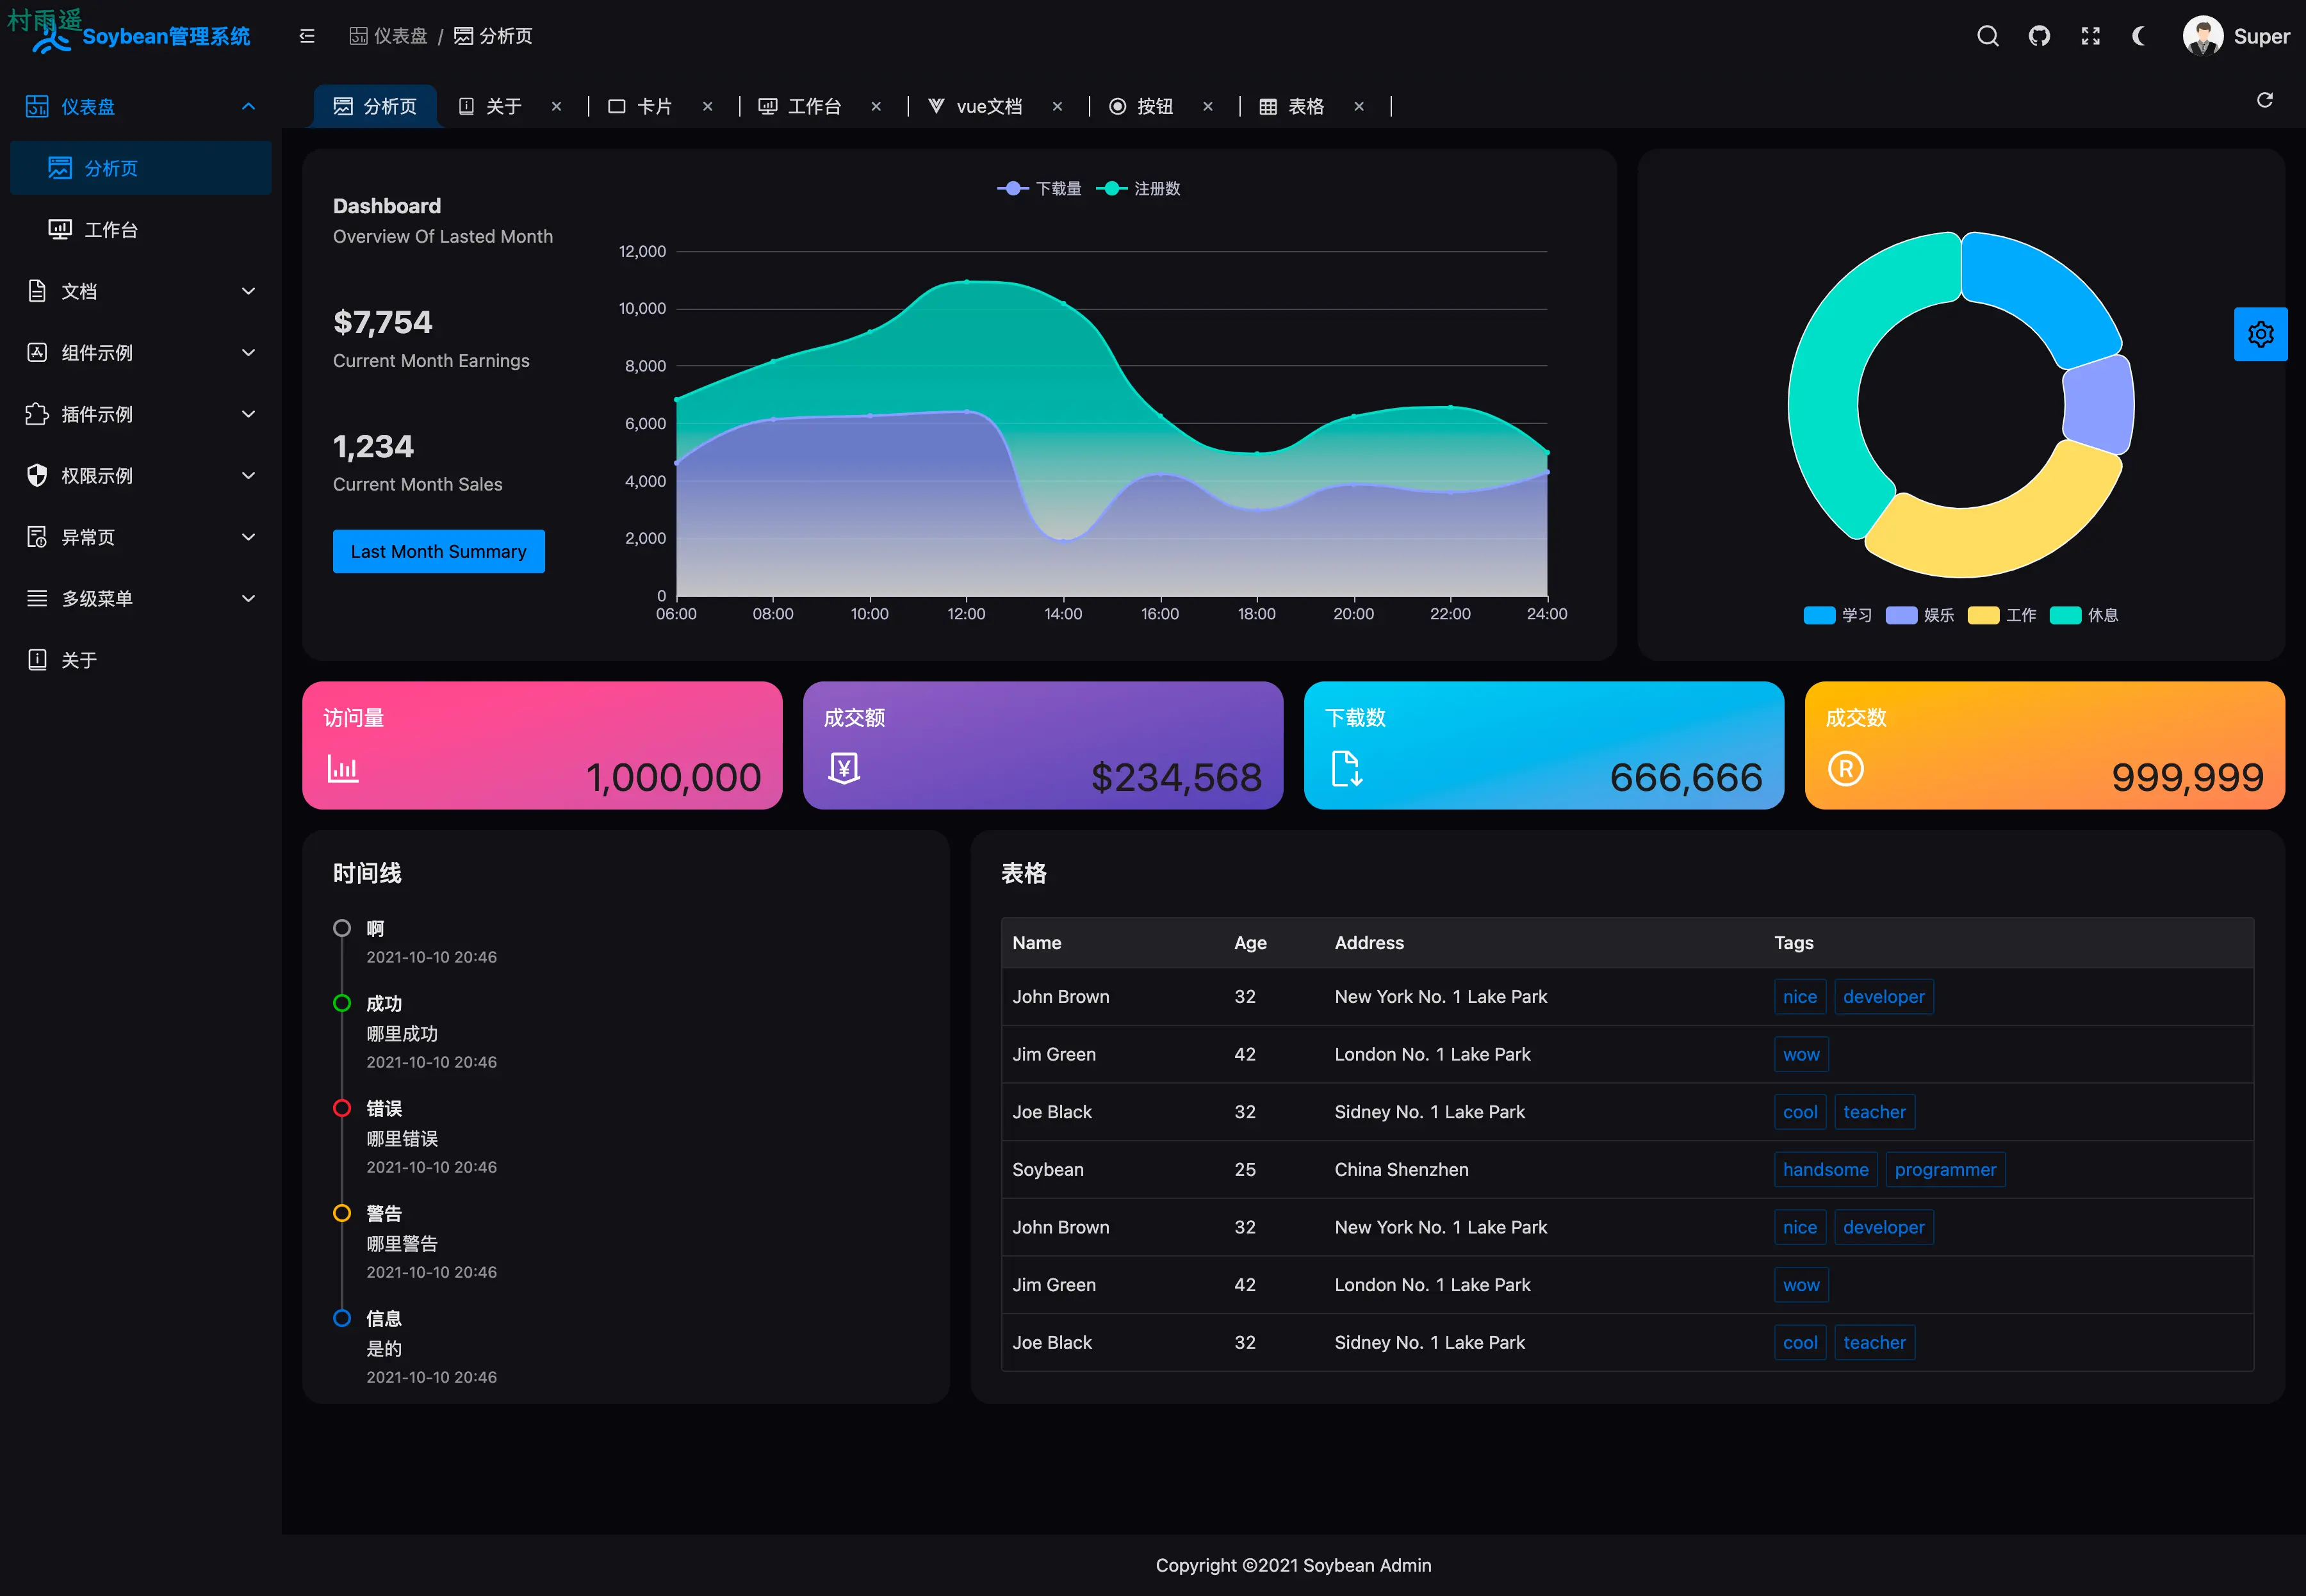 村雨遥
Soybean管理系统
仪表盘 / 分析页
Super
仪表盘
分析页
工作台
文档
组件示例
插件示例
权限示例
异常页
多级菜单
关于
分析页 关于 卡片 工作台 vue文档 按钮 表格
Dashboard
Overview Of Lasted Month
$7,754
Current Month Earnings
1,234
Current Month Sales
Last Month Summary
下载量 注册数
12,000
10,000
8,000
6,000
4,000
2,000
0
06:00 08:00 10:00 12:00 14:00 16:00 18:00 20:00 22:00 24:00
学习 娱乐 工作 休息
访问量
1,000,000
成交额
¥
$234,568
下载数
666,666
成交数
R
999,999
时间线
啊
2021-10-10 20:46
成功
哪里成功
2021-10-10 20:46
错误
哪里错误
2021-10-10 20:46
警告
哪里警告
2021-10-10 20:46
信息
是的
2021-10-10 20:46
表格
Name Age Address Tags
John Brown 32 New York No. 1 Lake Park nice developer
Jim Green 42 London No. 1 Lake Park wow
Joe Black 32 Sidney No. 1 Lake Park cool teacher
Soybean 25 China Shenzhen handsome programmer
John Brown 32 New York No. 1 Lake Park nice developer
Jim Green 42 London No. 1 Lake Park wow
Joe Black 32 Sidney No. 1 Lake Park cool teacher
Copyright ©2021 Soybean Admin